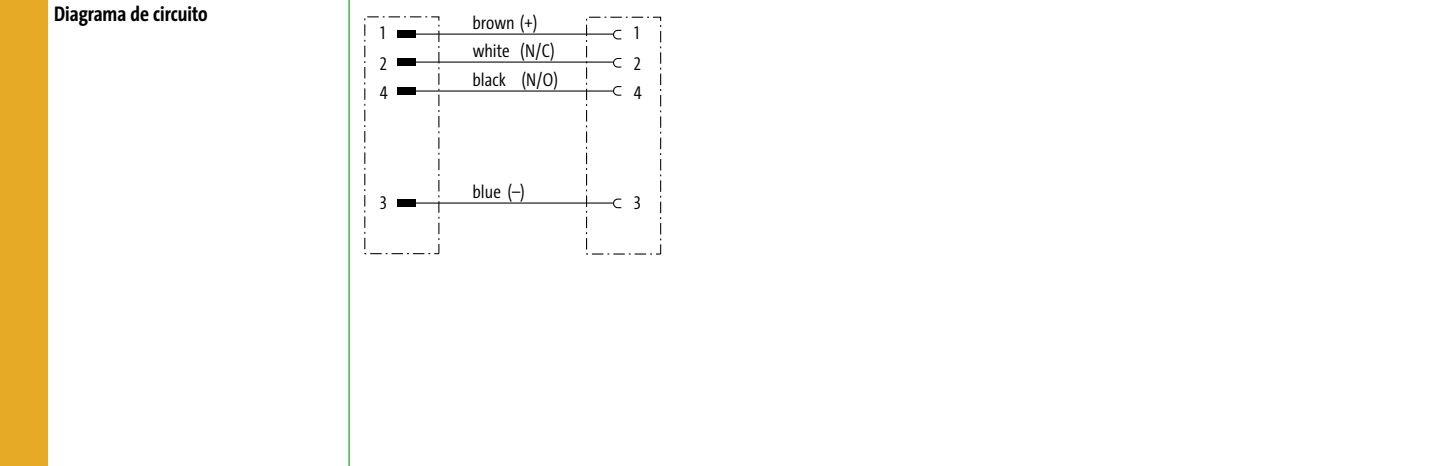 Diagrama de circuito
1 brown (+) 1
2 white (N/C) 2
4 black (N/O) 4
3 blue (–) 3